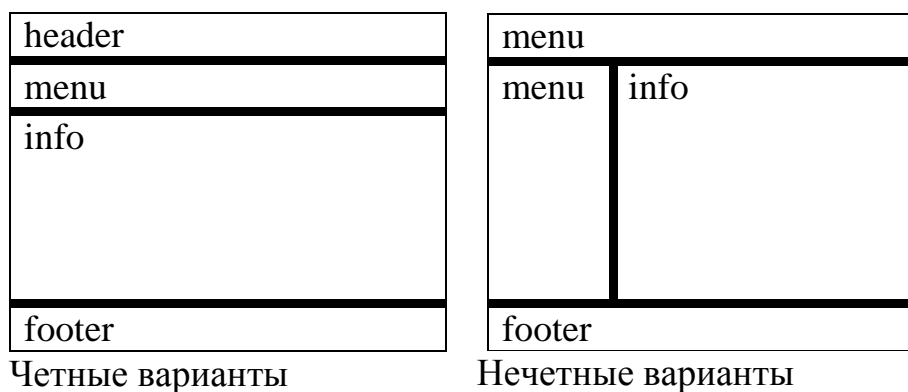 header
menu
info
footer
Четные варианты
menu
menu info
footer
Нечетные варианты